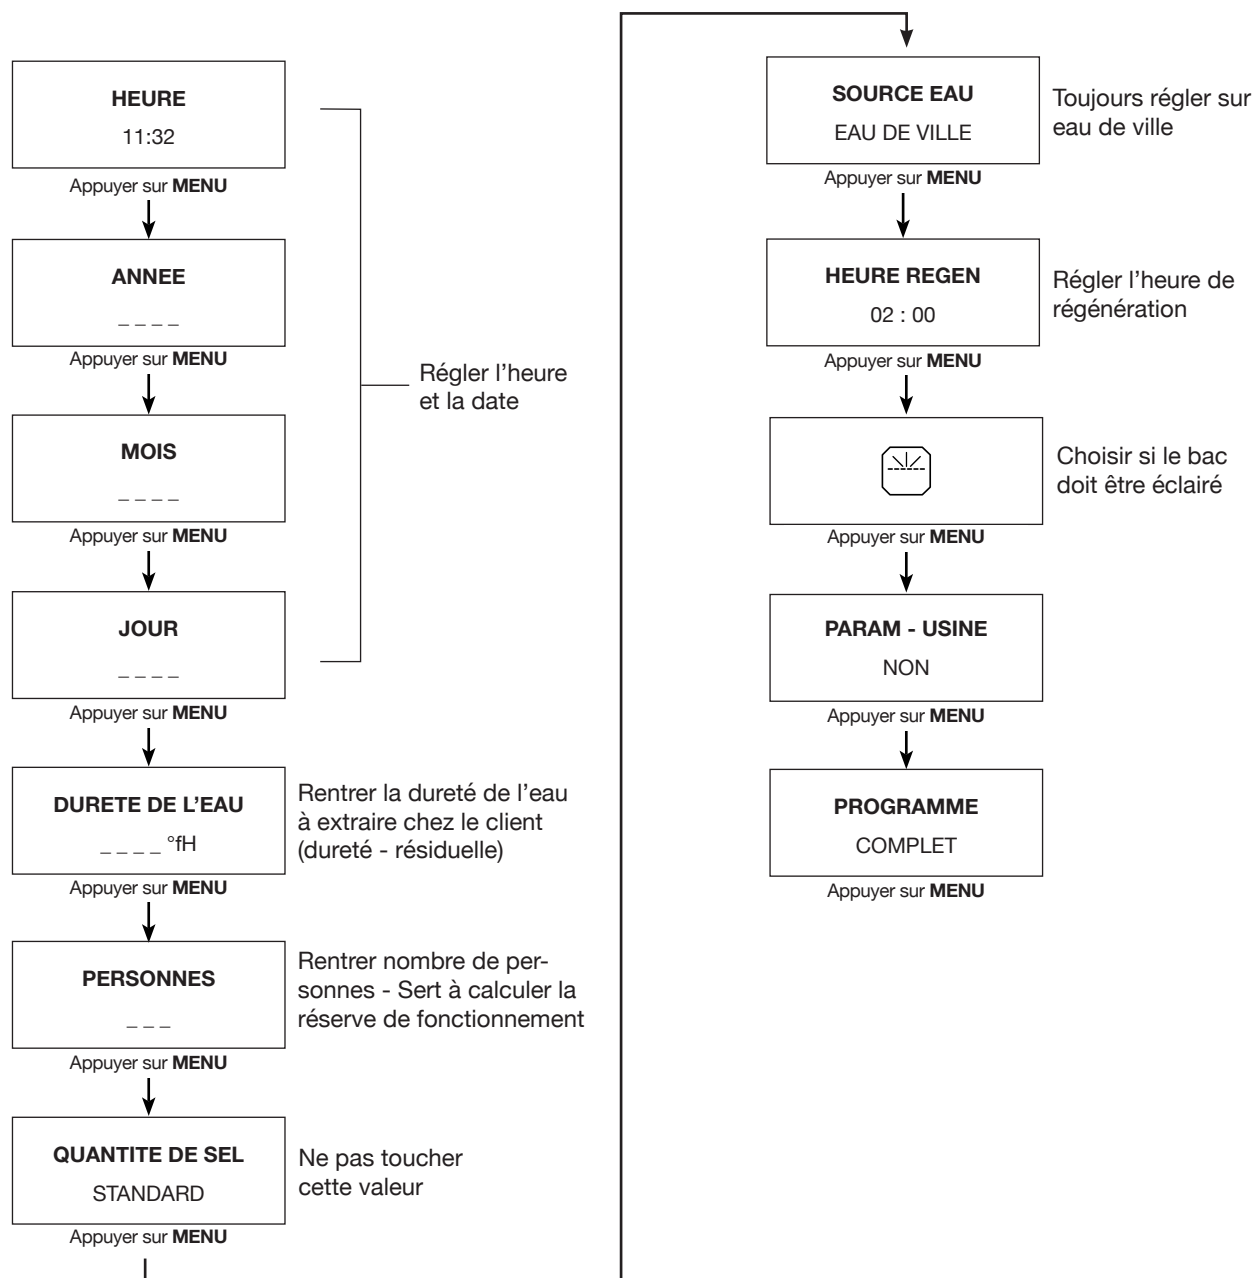 HEURE
11:32
Appuyer sur MENU
ANNEE
_ _ _ _
Appuyer sur MENU
MOIS
_ _ _ _
Appuyer sur MENU
JOUR
_ _ _ _
Appuyer sur MENU
Régler l'heure
et la date
DURETE DE L'EAU
_ _ _ _ °fH
Appuyer sur MENU
Rentrer la dureté de l'eau
à extraire chez le client
(dureté - résiduelle)
PERSONNES
_ _ _
Appuyer sur MENU
Rentrer nombre de per-
sonnes - Sert à calculer la
réserve de fonctionnement
QUANTITE DE SEL
STANDARD
Appuyer sur MENU
Ne pas toucher
cette valeur
SOURCE EAU
EAU DE VILLE
Appuyer sur MENU
Toujours régler sur
eau de ville
HEURE REGEN
02 : 00
Appuyer sur MENU
Régler l'heure de
régénération
Appuyer sur MENU
Choisir si le bac
doit être éclairé
PARAM - USINE
NON
Appuyer sur MENU
PROGRAMME
COMPLET
Appuyer sur MENU